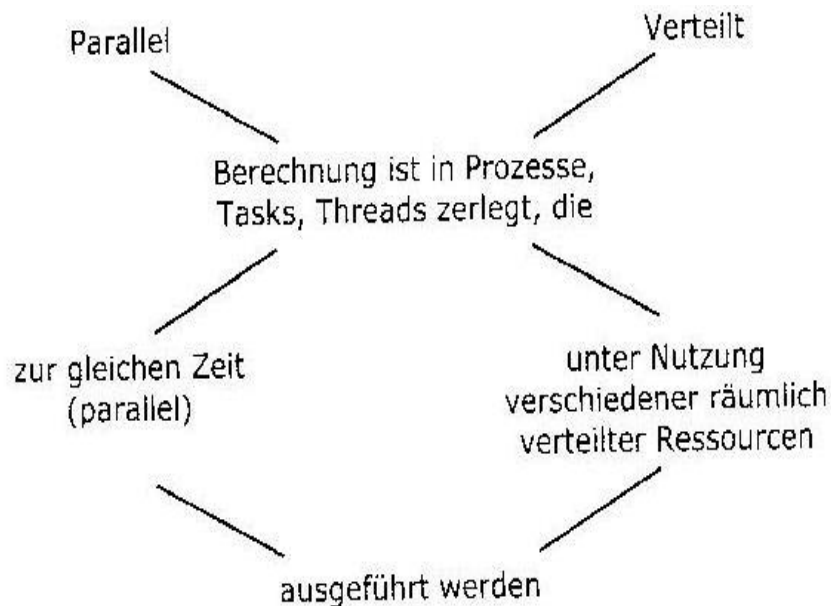 Parallel
Verteilt
Berechnung ist in Prozesse,
Tasks, Threads zerlegt, die
zur gleichen Zeit
(parallel)
unter Nutzung
verschiedener räumlich
verteilter Ressourcen
ausgeführt werden